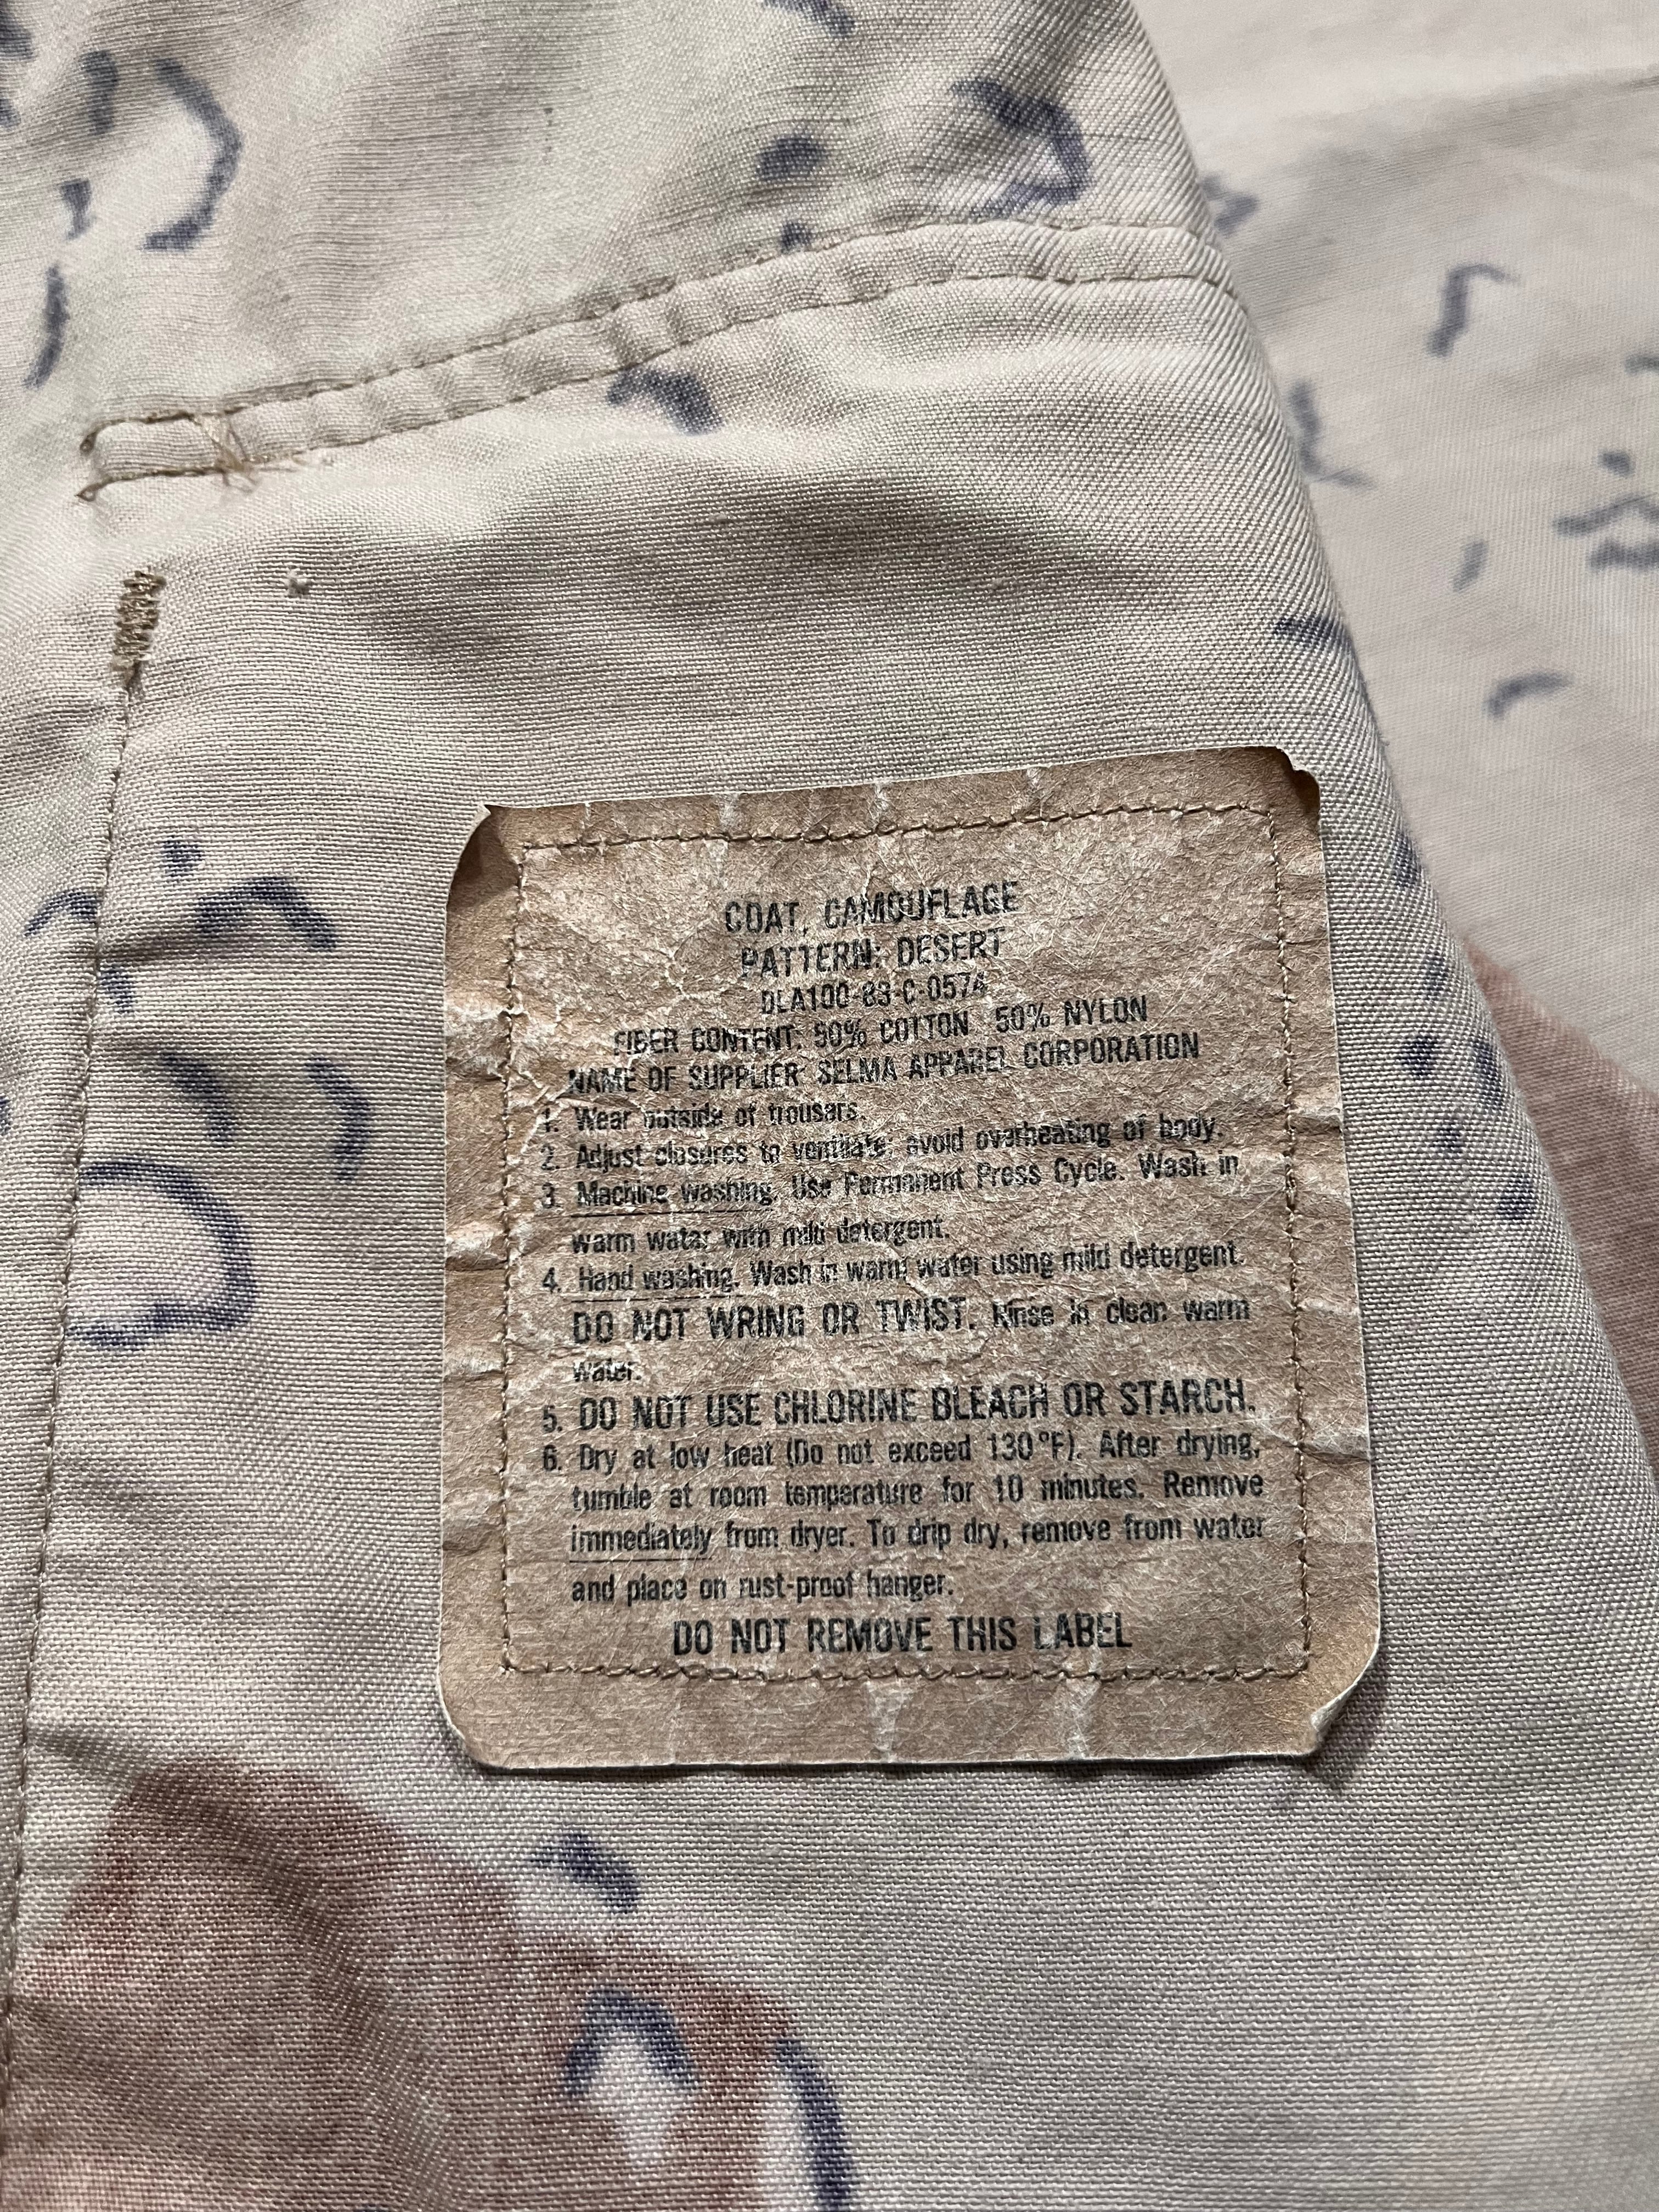 COAT, CAMOUFLAGE
PATTERN: DESERT
DLA100-83-C-0574
FIBER CONTENT: 50% COTTON 50% NYLON
NAME OF SUPPLIER SELMA APPAREL CORPORATION
1. Wear outside of trousers.
2. Adjust closures to ventilate, avoid overheating of body.
3. Machine washing. Use Permanent Press Cycle. Wash in
warm water with mild detergent.
4. Hand washing. Wash in warm water using mild detergent.
DO NOT WRING OR TWIST. Rinse in clean warm
water.
5. DO NOT USE CHLORINE BLEACH OR STARCH.
6. Dry at low heat (Do not exceed 130°F). After drying,
tumble at room temperature for 10 minutes. Remove
immediately from dryer. To drip dry, remove from water
and place on rust-proof hanger.
DO NOT REMOVE THIS LABEL